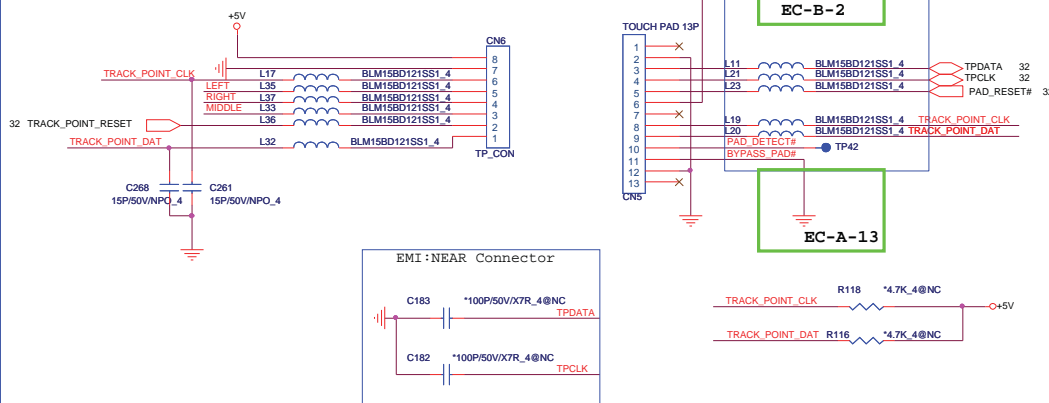 EC-B-2
+5V
TOUCH PAD 13P
CN6
8
7
TRACK_POINT_CLK L17 BLM15BD121SS1_4 6
LEFT L35 BLM15BD121SS1_4 5
RIGHT L37 BLM15BD121SS1_4 4
MIDDLE L33 BLM15BD121SS1_4 3
32 TRACK_POINT_RESET L36 BLM15BD121SS1_4 2
TRACK_POINT_DAT L32 BLM15BD121SS1_4 1
TP_CON
C268 C261
15P/50V/NPO_4 15P/50V/NPO_4
1
2
3 L11 BLM15BD121SS1_4 TPDATA 32
4 L21 BLM15BD121SS1_4 TPCLK 32
5 L23 BLM15BD121SS1_4 PAD_RESET#
6
7
8 L19 BLM15BD121SS1_4 TRACK_POINT_CLK
9 L20 BLM15BD121SS1_4 TRACK_POINT_DAT
10 PAD_DETECT# TP42
11 BYPASS_PAD#
12
13
CN5
EC-A-13
EMI:NEAR Connector
C183 *100P/50V/X7R_4@NC
TPDATA
C182 *100P/50V/X7R_4@NC
TPCLK
R118 *4.7K_4@NC
TRACK_POINT_CLK +5V
TRACK_POINT_DAT R116 *4.7K_4@NC